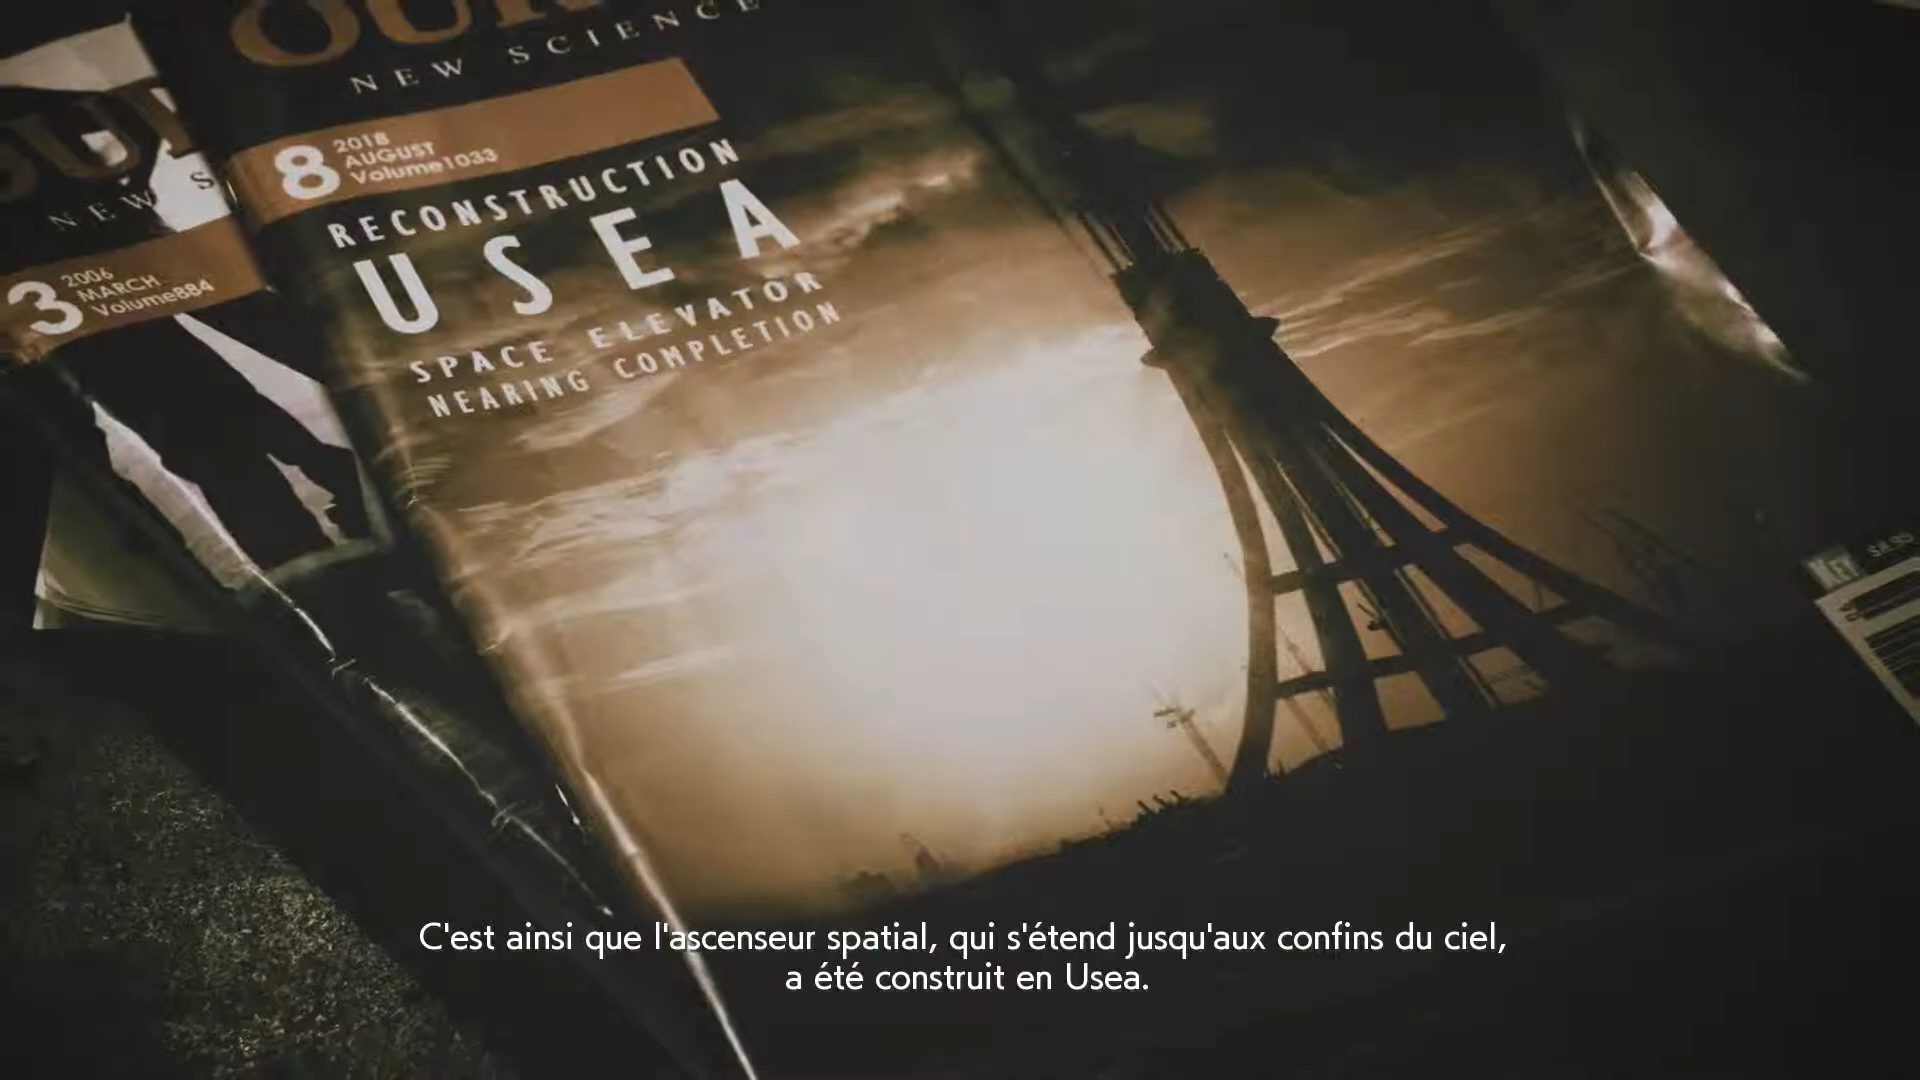 NEW SCIENCE
8
2018
AUGUST
Volume1033
RECONSTRUCTION
USEA
SPACE ELEVATOR
NEARING COMPLETION
NEW S
3
2006
MARCH
Volume884
KEY
C'est ainsi que l'ascenseur spatial, qui s'étend jusqu'aux confins du ciel,
a été construit en Usea.